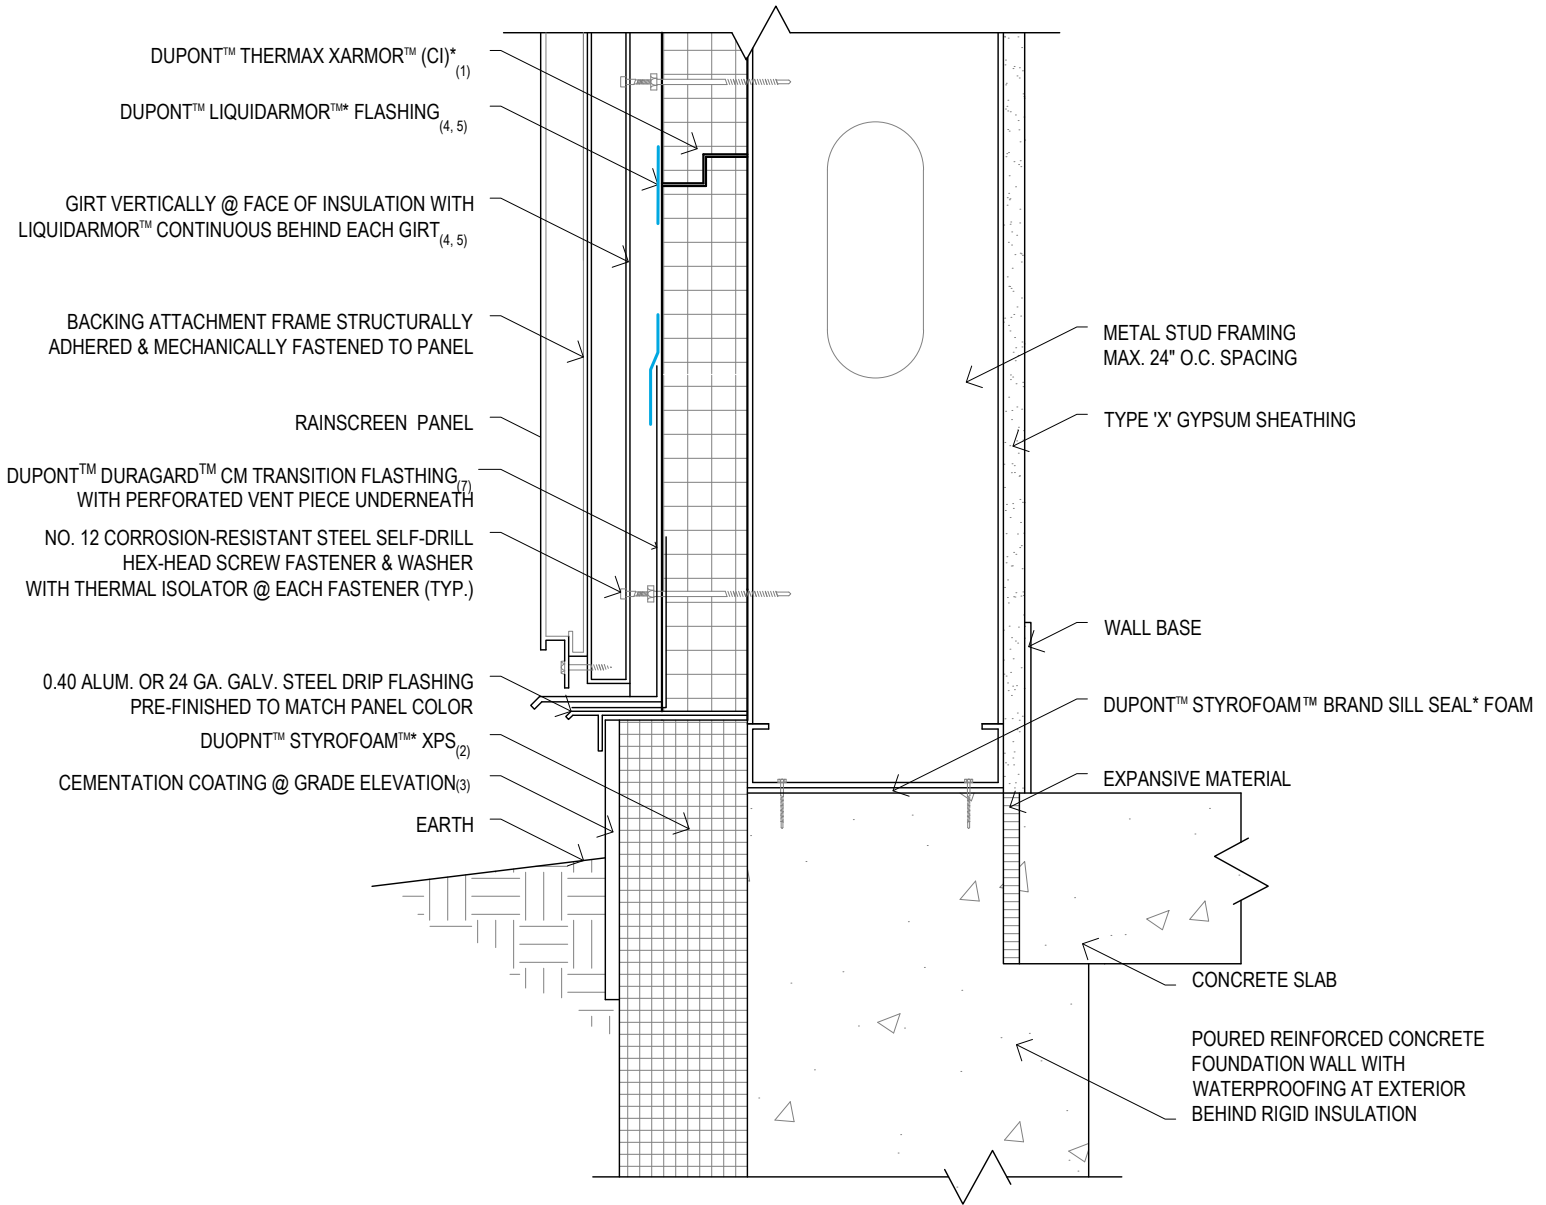 DUPONT™ THERMAX XARMOR™ (CI)*(1)
DUPONT™ LIQUIDARMOR™* FLASHING(4, 5)
GIRT VERTICALLY @ FACE OF INSULATION WITH
LIQUIDARMOR™ CONTINUOUS BEHIND EACH GIRT(4, 5)
BACKING ATTACHMENT FRAME STRUCTURALLY
ADHERED & MECHANICALLY FASTENED TO PANEL
RAINSCREEN PANEL
DUPONT™ DURAGARD™ CM TRANSITION FLASTHING(7)
WITH PERFORATED VENT PIECE UNDERNEATH
NO. 12 CORROSION-RESISTANT STEEL SELF-DRILL
HEX-HEAD SCREW FASTENER & WASHER
WITH THERMAL ISOLATOR @ EACH FASTENER (TYP.)
0.40 ALUM. OR 24 GA. GALV. STEEL DRIP FLASHING
PRE-FINISHED TO MATCH PANEL COLOR
DUOPNT™ STYROFOAM™* XPS(2)
CEMENTATION COATING @ GRADE ELEVATION(3)
EARTH
METAL STUD FRAMING
MAX. 24" O.C. SPACING
TYPE 'X' GYPSUM SHEATHING
WALL BASE
DUPONT™ STYROFOAM™ BRAND SILL SEAL* FOAM
EXPANSIVE MATERIAL
CONCRETE SLAB
POURED REINFORCED CONCRETE
FOUNDATION WALL WITH
WATERPROOFING AT EXTERIOR
BEHIND RIGID INSULATION